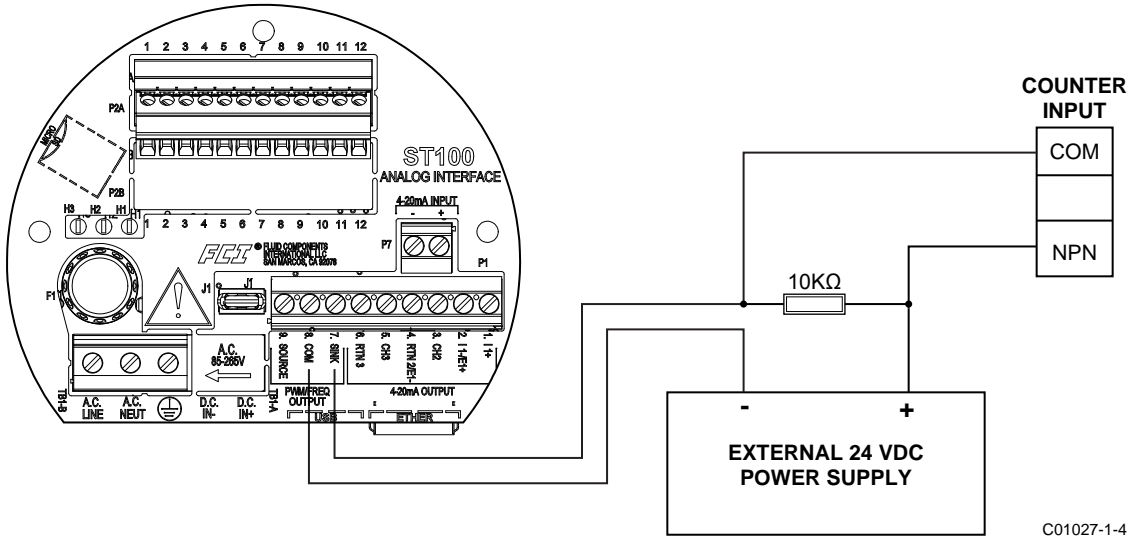 1 2 3 4 5 6 7 8 9 10 11 12
A
P2A
B
MICRO
SD
P2B
ST100
ANALOG INTERFACE
4-20mA INPUT
- +
H3 H2 H1
1 2 3 4 5 6 7 8 9 10 11 12
P7
P1
FCI ® FLUID COMPONENTS
INTERNATIONAL LLC
SAN MARCOS, CA 92078
F1
J1 J1
9. SOURCE
8. COM
7. SINK
6. RTN 3
5. CH3
4. RTN 2/E1-
3. CH2
2. I1-/E1+
1. I1+
A.C.
85-265V
PWM/FREQ
OUTPUT
4-20mA OUTPUT
TB1-B
A.C.
LINE
A.C.
NEUT
D.C.
IN-
D.C.
IN+
TB1-A
USB
ETHER
COUNTER
INPUT
COM
NPN
10KΩ
- +
EXTERNAL 24 VDC
POWER SUPPLY
C01027-1-4